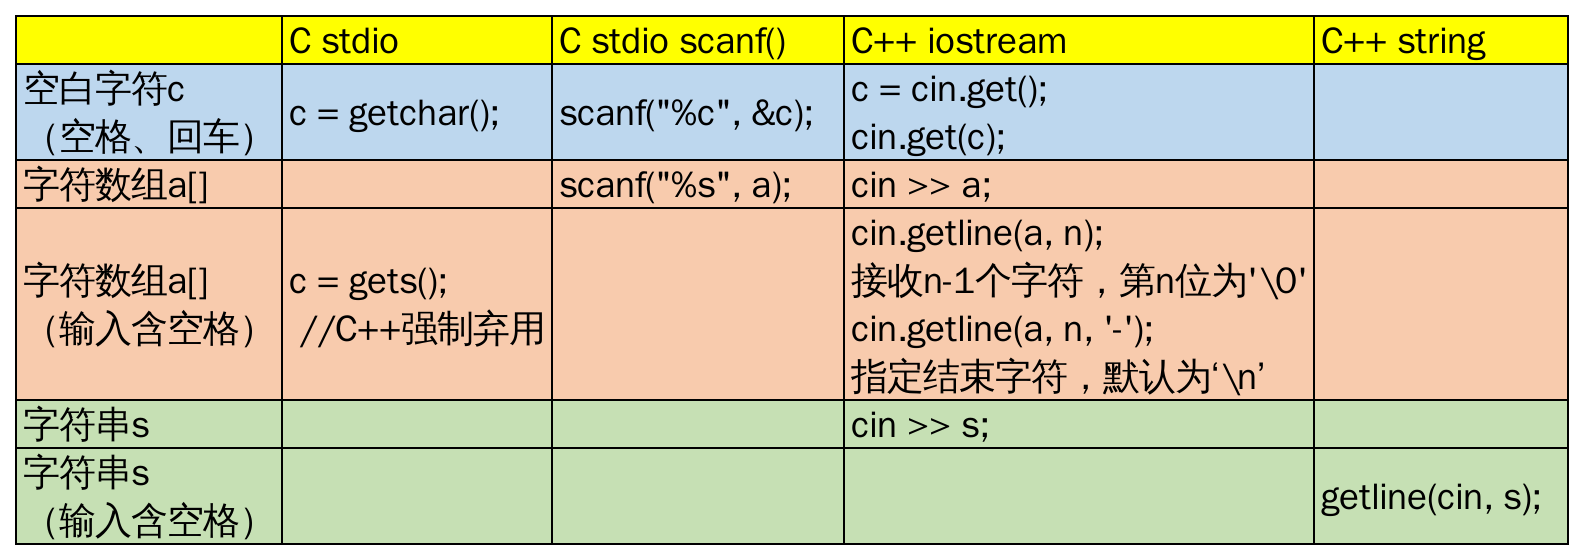 C stdio
C stdio scanf()
C++ iostream
C++ string
空白字符c
（空格、回车）
c = getchar();
scanf("%c", &c);
c = cin.get();
cin.get(c);
字符数组a[]
scanf("%s", a);
cin >> a;
字符数组a[]
（输入含空格）
c = gets();
//C++强制弃用
cin.getline(a, n);
接收n-1个字符，第n位为'\0'
cin.getline(a, n, '-');
指定结束字符，默认为‘\n’
字符串s
cin >> s;
字符串s
（输入含空格）
getline(cin, s);